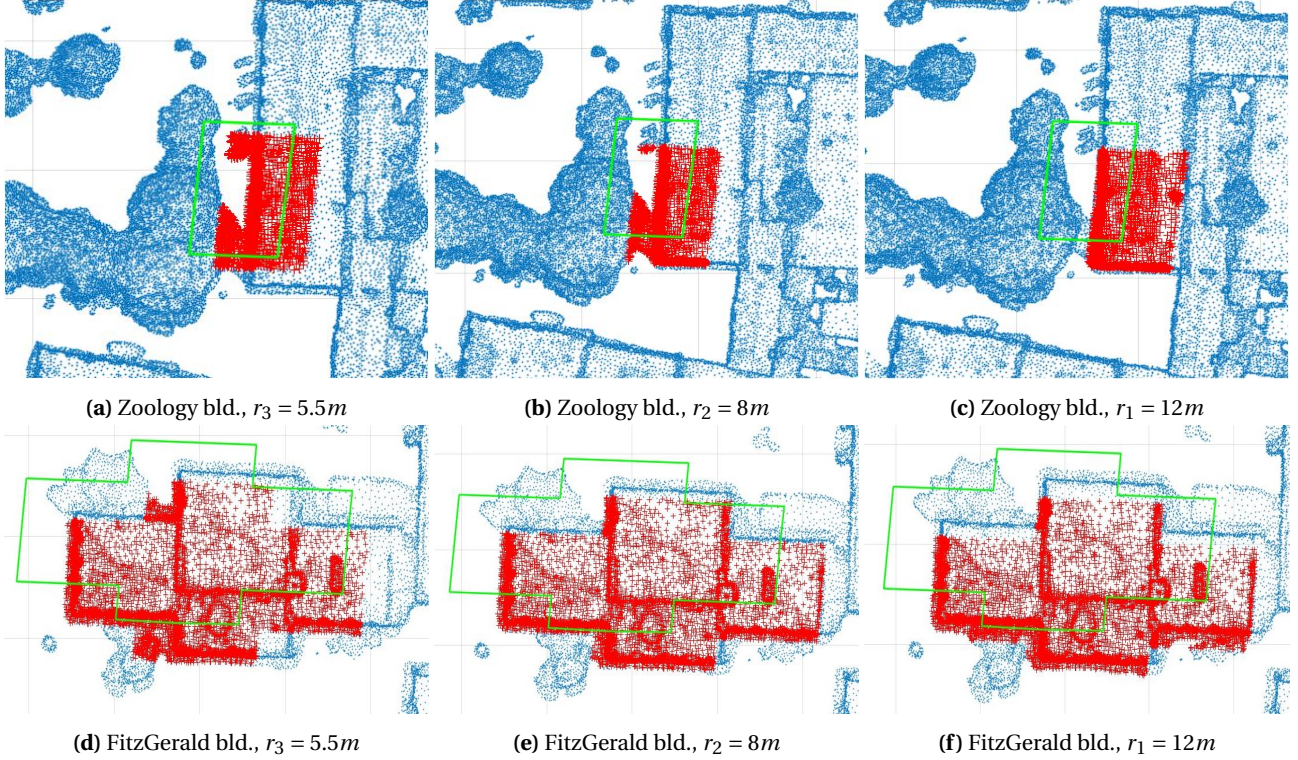 (a) Zoology bld., r₃ = 5.5m
(b) Zoology bld., r₂ = 8m
(c) Zoology bld., r₁ = 12m
(d) FitzGerald bld., r₃ = 5.5m
(e) FitzGerald bld., r₂ = 8m
(f) FitzGerald bld., r₁ = 12m